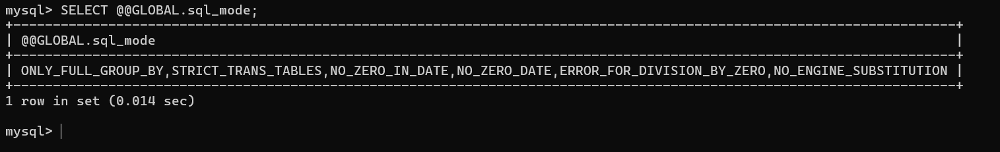 mysql> SELECT @@GLOBAL.sql_mode;
+-----------------------------------------------------------------------------------------------------------------------+
| @@GLOBAL.sql_mode                                                                                                     |
+-----------------------------------------------------------------------------------------------------------------------+
| ONLY_FULL_GROUP_BY,STRICT_TRANS_TABLES,NO_ZERO_IN_DATE,NO_ZERO_DATE,ERROR_FOR_DIVISION_BY_ZERO,NO_ENGINE_SUBSTITUTION |
+-----------------------------------------------------------------------------------------------------------------------+
1 row in set (0.014 sec)
mysql>